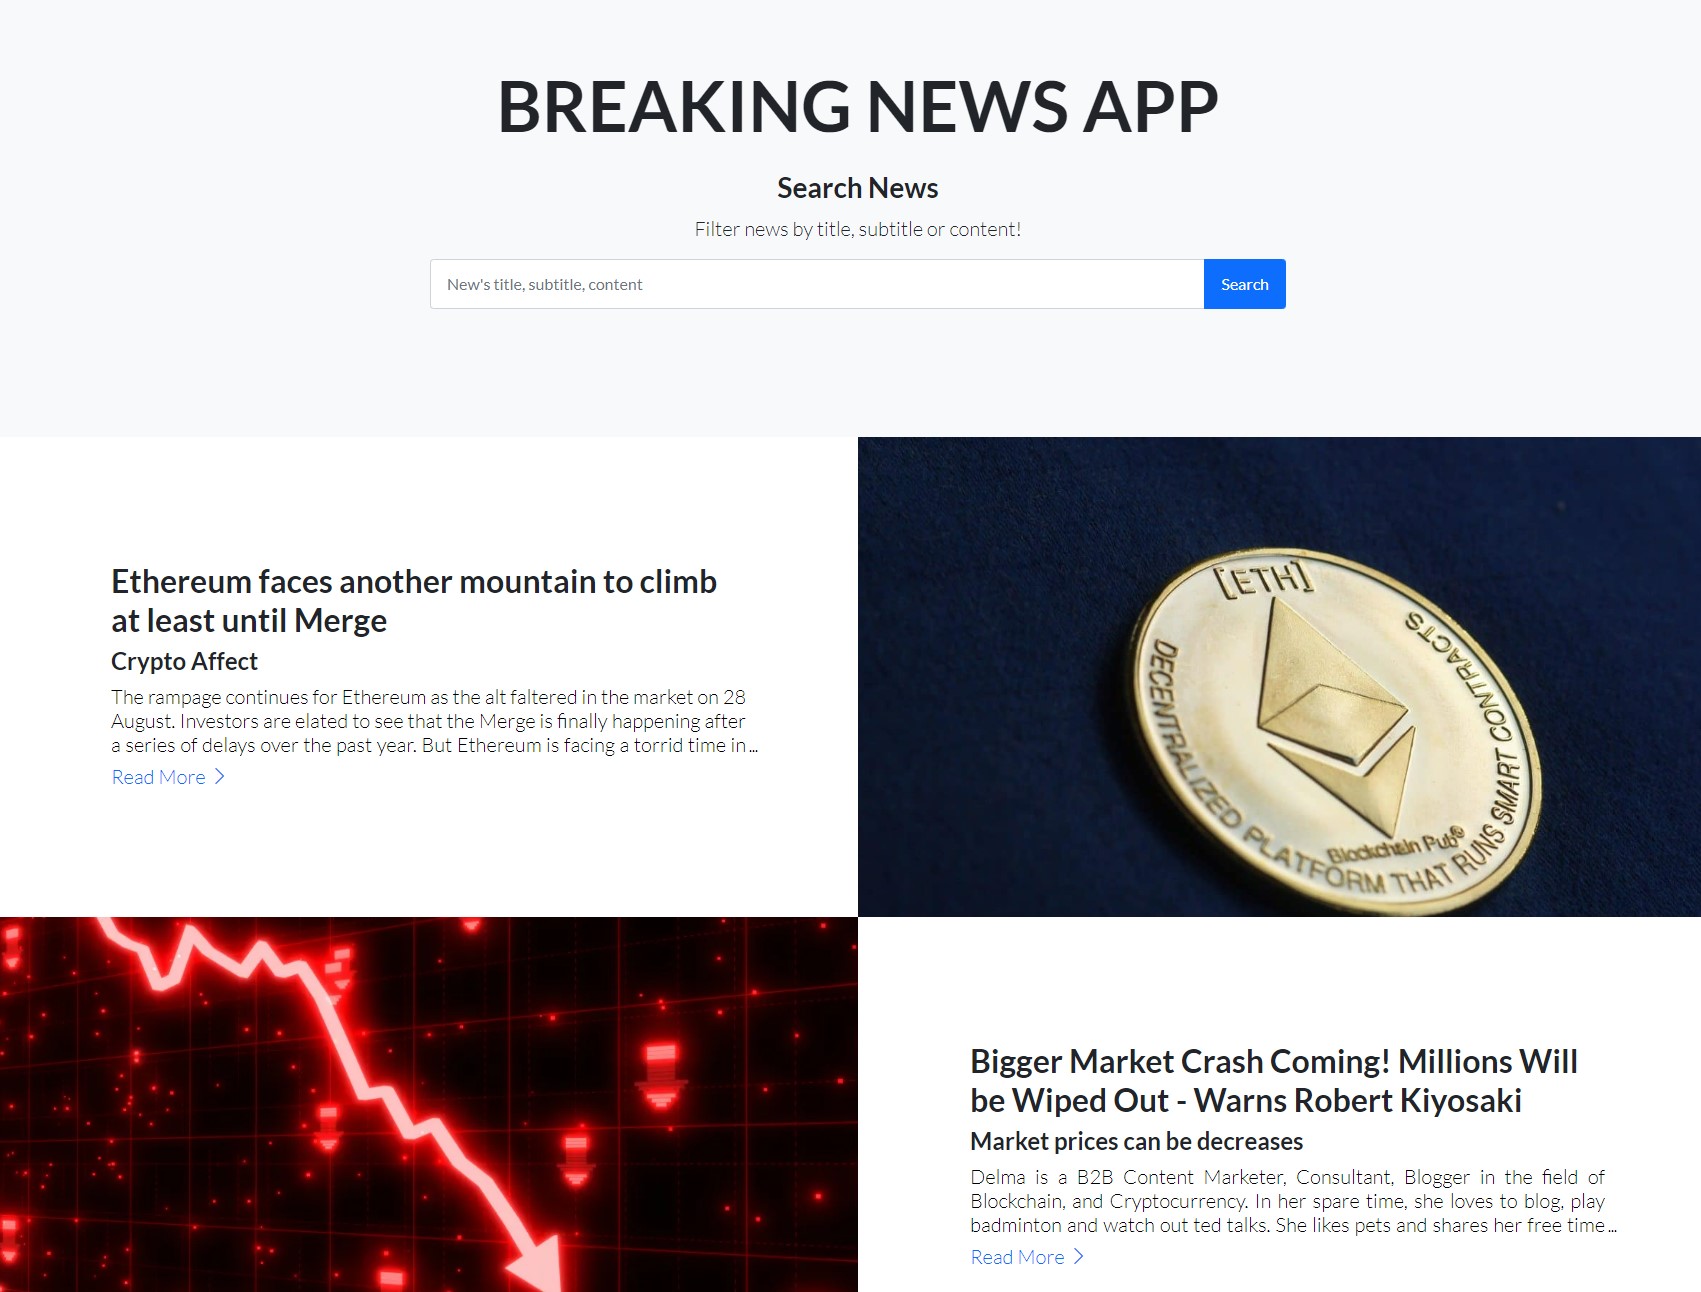 BREAKING NEWS APP
Search News
Filter news by title, subtitle or content!
New's title, subtitle, content
Search
Ethereum faces another mountain to climb
at least until Merge
Crypto Affect
The rampage continues for Ethereum as the alt faltered in the market on 28
August. Investors are elated to see that the Merge is finally happening after
a series of delays over the past year. But Ethereum is facing a torrid time in...
Read More
[ETH]
DECENTRALIZED PLATFORM THAT RUNS SMART CONTRACTS
Blockchain Pub®
Bigger Market Crash Coming! Millions Will
be Wiped Out - Warns Robert Kiyosaki
Market prices can be decreases
Delma is a B2B Content Marketer, Consultant, Blogger in the field of
Blockchain, and Cryptocurrency. In her spare time, she loves to blog, play
badminton and watch out ted talks. She likes pets and shares her free time...
Read More